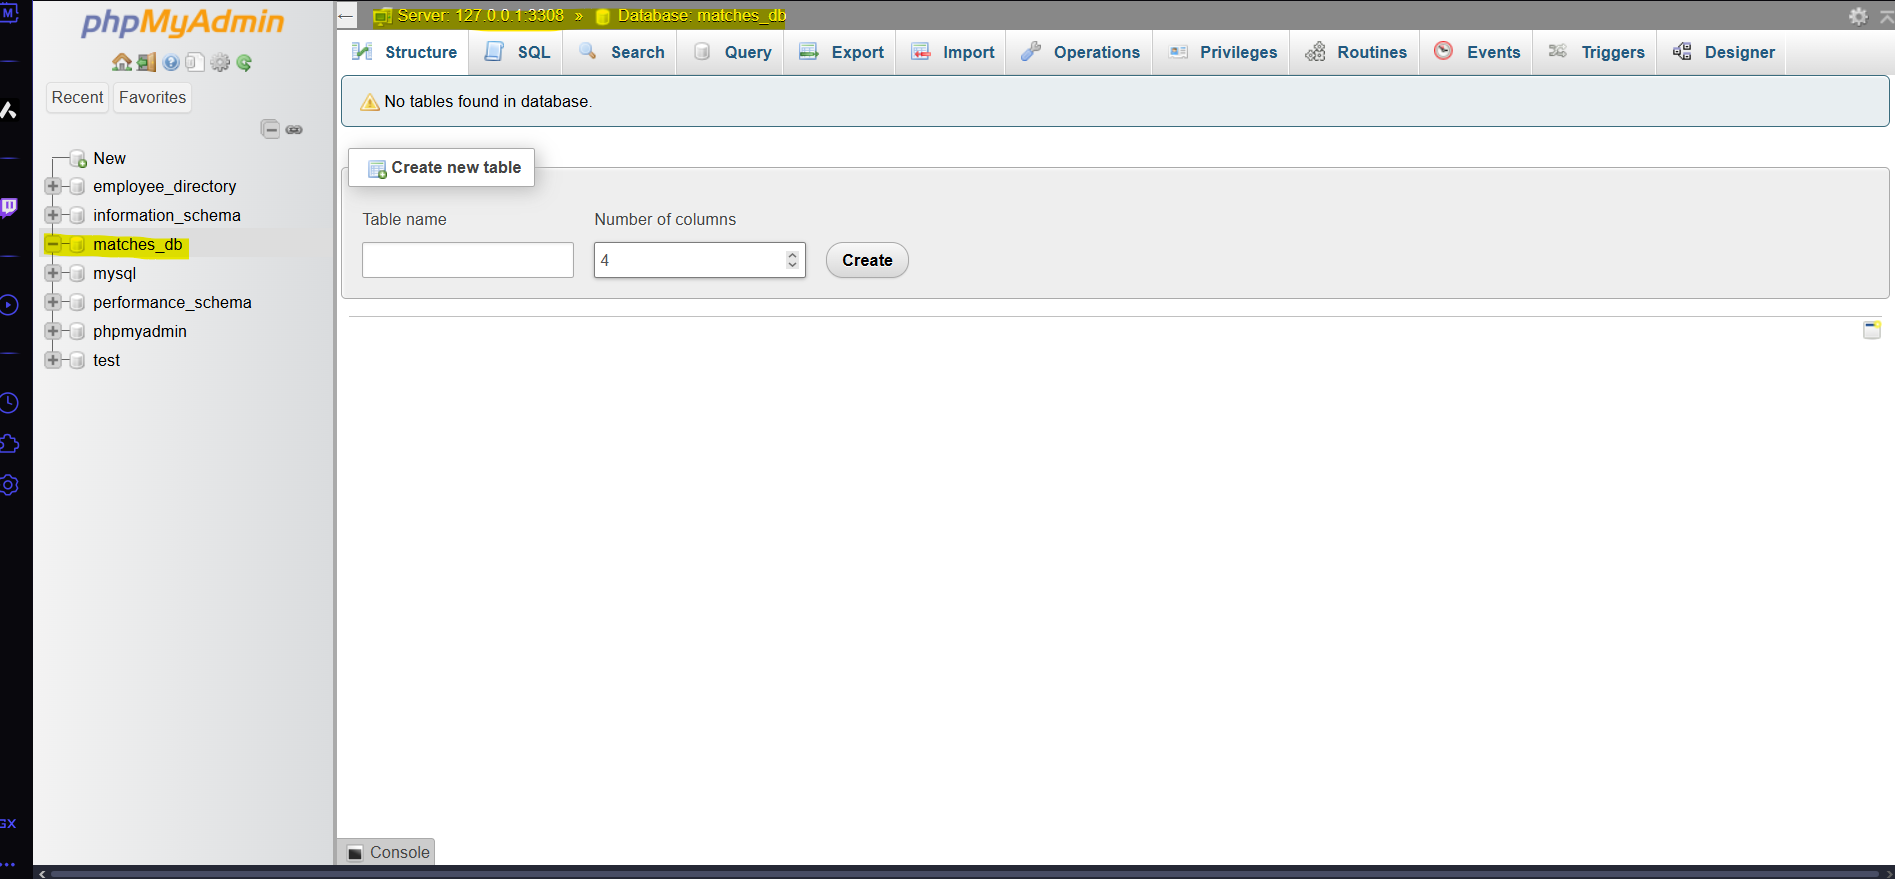 phpMyAdmin
Recent Favorites
New
employee_directory
information_schema
matches_db
mysql
performance_schema
phpmyadmin
test
Server: 127.0.0.1:3308 » Database: matches_db
Structure SQL Search Query Export Import Operations Privileges Routines Events Triggers Designer
No tables found in database.
Create new table
Table name Number of columns
4 Create
Console
M
GX